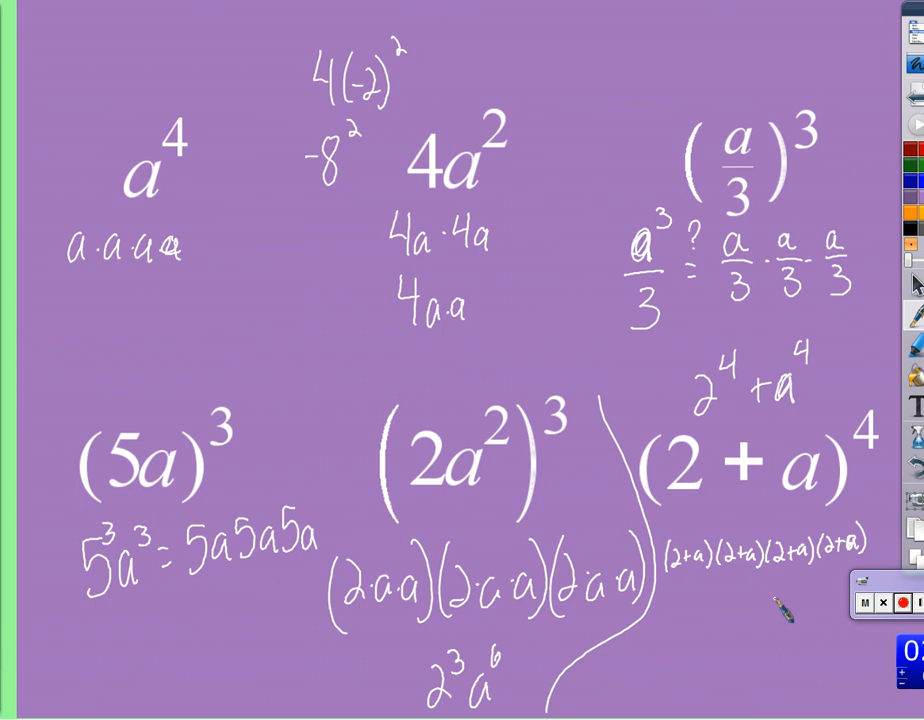 4(-2)²
-8²
a⁴
4a²
(a/3)³
a·a·a·a
4a·4a
4a·a
a³/3 ?= a/3 · a/3 · a/3
2⁴ + a⁴
(5a)³
(2a²)³
(2 + a)⁴
5³a³ = 5a5a5a
(2·a·a)(2·a·a)(2·a·a)
(2+a)(2+a)(2+a)(2+a)
2³a⁶
M
T
0
+
-